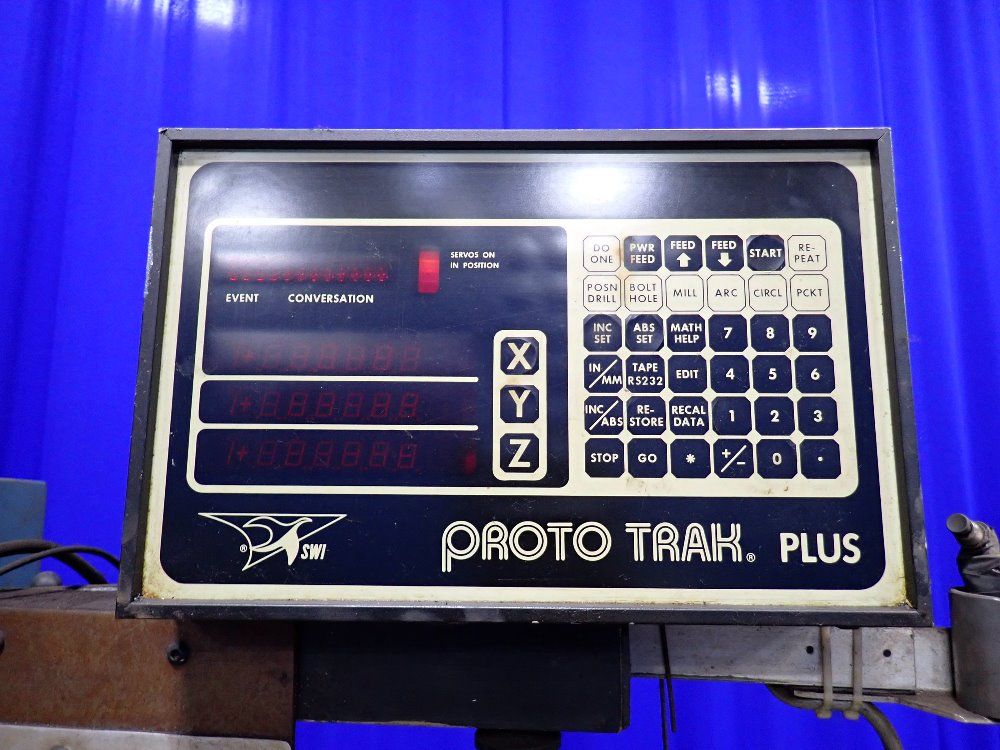 SERVOS ON
IN POSITION
EVENT CONVERSATION
X
Y
Z
DO ONE PWR FEED FEED FEED START RE-PEAT
POSN DRILL BOLT HOLE MILL ARC CIRCL PCKT
INC SET ABS SET MATH HELP 7 8 9
IN/MM TAPE RS232 EDIT 4 5 6
INC/ABS RE-STORE RECAL DATA 1 2 3
STOP GO * +/- 0 .
® SWI PROTO TRAK® PLUS